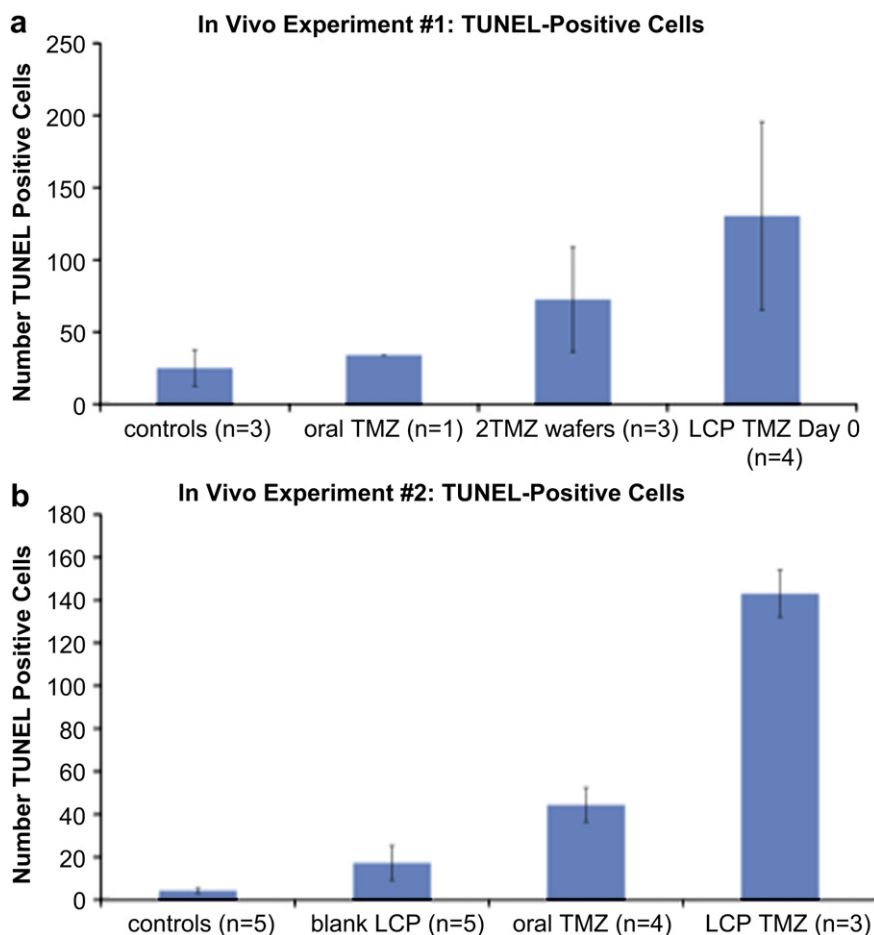 a
In Vivo Experiment #1: TUNEL-Positive Cells
Number TUNEL Positive Cells
250
200
150
100
50
0
controls (n=3)
oral TMZ (n=1)
2TMZ wafers (n=3)
LCP TMZ Day 0
(n=4)
b
In Vivo Experiment #2: TUNEL-Positive Cells
Number TUNEL Positive Cells
180
160
140
120
100
80
60
40
20
0
controls (n=5)
blank LCP (n=5)
oral TMZ (n=4)
LCP TMZ (n=3)